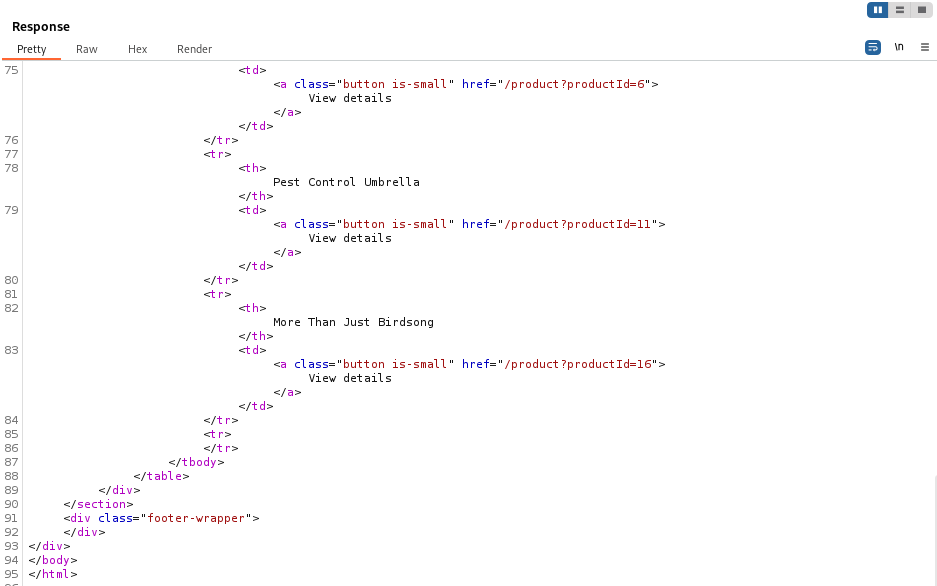 Response
Pretty Raw Hex Render \n
75 <td>
<a class="button is-small" href="/product?productId=6">
View details
</a>
</td>
76 </tr>
77 <tr>
78 <th>
Pest Control Umbrella
</th>
79 <td>
<a class="button is-small" href="/product?productId=11">
View details
</a>
</td>
80 </tr>
81 <tr>
82 <th>
More Than Just Birdsong
</th>
83 <td>
<a class="button is-small" href="/product?productId=16">
View details
</a>
</td>
84 </tr>
85 <tr>
86 </tr>
87 </tbody>
88 </table>
89 </div>
90 </section>
91 <div class="footer-wrapper">
92 </div>
93 </div>
94 </body>
95 </html>